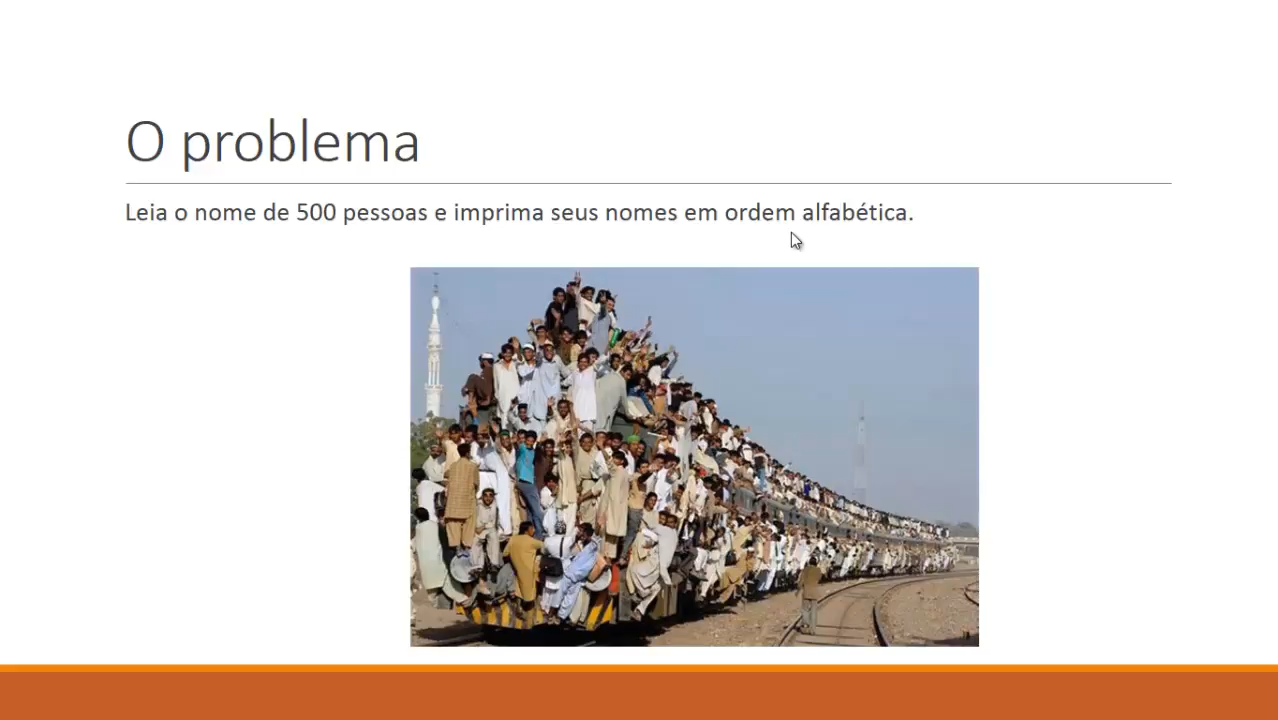 O problema
Leia o nome de 500 pessoas e imprima seus nomes em ordem alfabética.